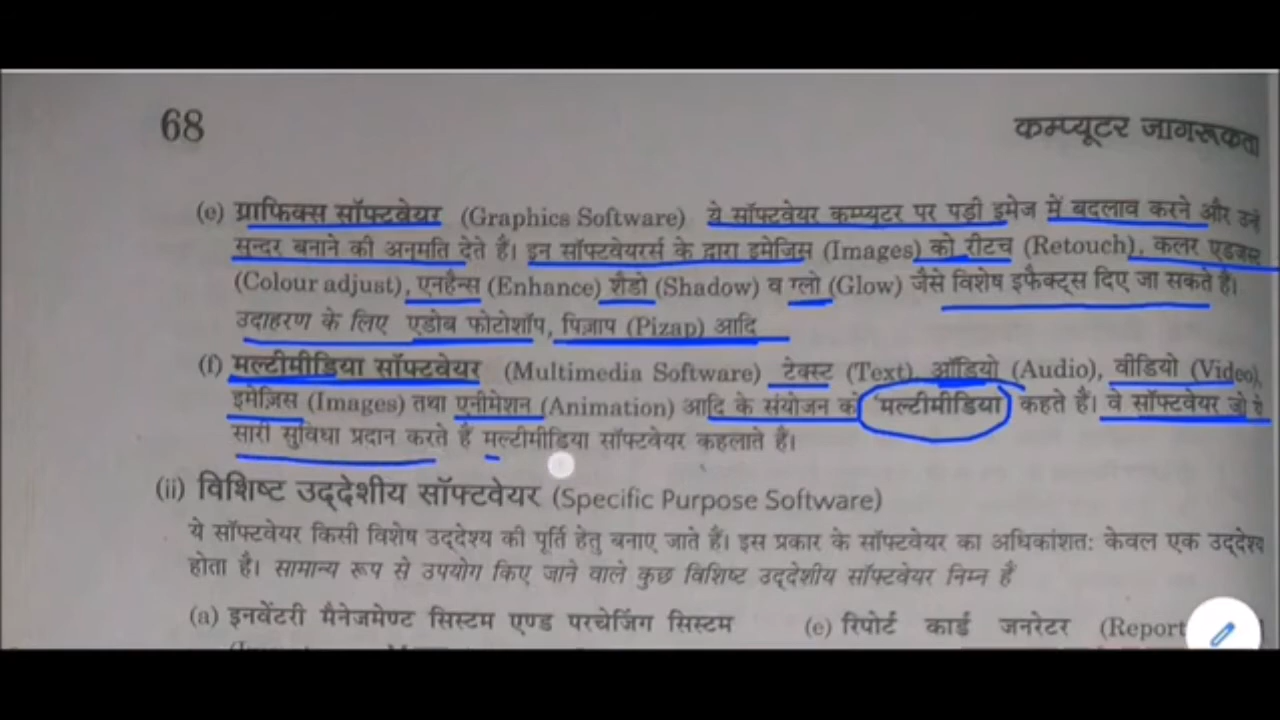 68
कम्प्यूटर जागरूकता
(e) ग्राफिक्स सॉफ्टवेयर (Graphics Software) ये सॉफ्टवेयर कम्प्यूटर पर पड़ी इमेज में बदलाव करने और उन्हें
सुन्दर बनाने की अनुमति देते हैं। इन सॉफ्टवेयरर्स के द्वारा इमेजिस (Images) को रीटच (Retouch), कलर एडजस्ट
(Colour adjust), एनहैन्स (Enhance) शैडो (Shadow) व ग्लो (Glow) जैसे विशेष इफैक्ट्स दिए जा सकते हैं।
उदाहरण के लिए एडोब फोटोशॉप, पिज़ाप (Pizap) आदि
(f) मल्टीमीडिया सॉफ्टवेयर (Multimedia Software) टेक्स्ट (Text), ऑडियो (Audio), वीडियो (Video),
इमेज़िस (Images) तथा एनीमेशन (Animation) आदि के संयोजन को मल्टीमीडिया कहते हैं। वे सॉफ्टवेयर जो ये
सारी सुविधा प्रदान करते हैं मल्टीमीडिया सॉफ्टवेयर कहलाते हैं।
(ii) विशिष्ट उद्देशीय सॉफ्टवेयर (Specific Purpose Software)
ये सॉफ्टवेयर किसी विशेष उद्देश्य की पूर्ति हेतु बनाए जाते हैं। इस प्रकार के सॉफ्टवेयर का अधिकांशतः केवल एक उद्देश्य
होता है। सामान्य रूप से उपयोग किए जाने वाले कुछ विशिष्ट उद्देशीय सॉफ्टवेयर निम्न हैं
(a) इनवेंटरी मैनेजमेण्ट सिस्टम एण्ड परचेजिंग सिस्टम (e) रिपोर्ट कार्ड जनरेटर (Report